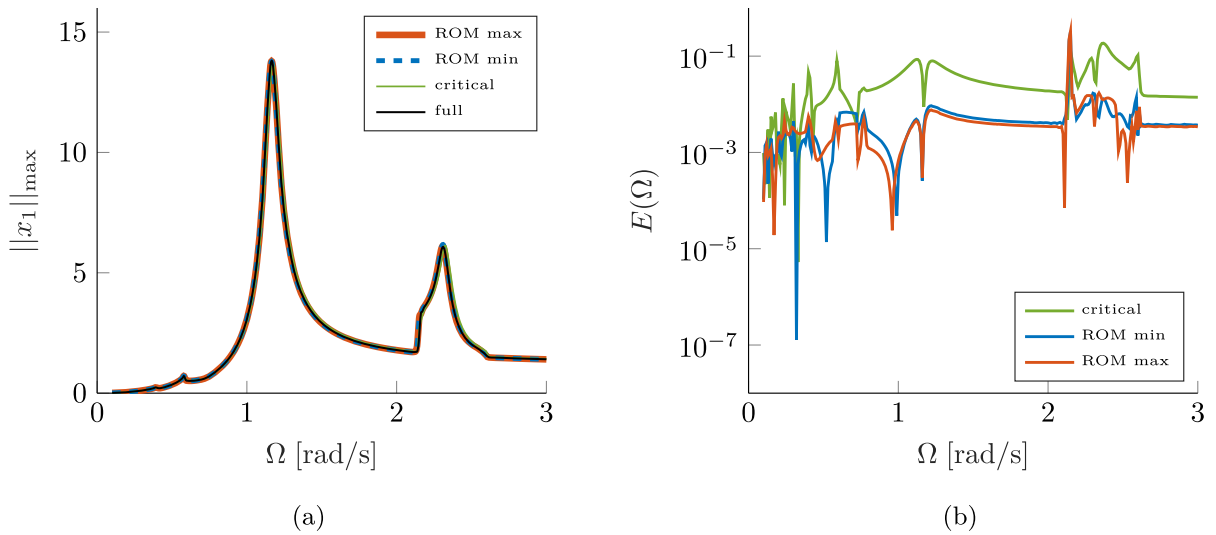 15
10
5
0
||x₁||max
ROM max
ROM min
critical
full
0 1 2 3
Ω [rad/s]
(a)
10⁻¹
10⁻³
10⁻⁵
10⁻⁷
E(Ω)
critical
ROM min
ROM max
0 1 2 3
Ω [rad/s]
(b)